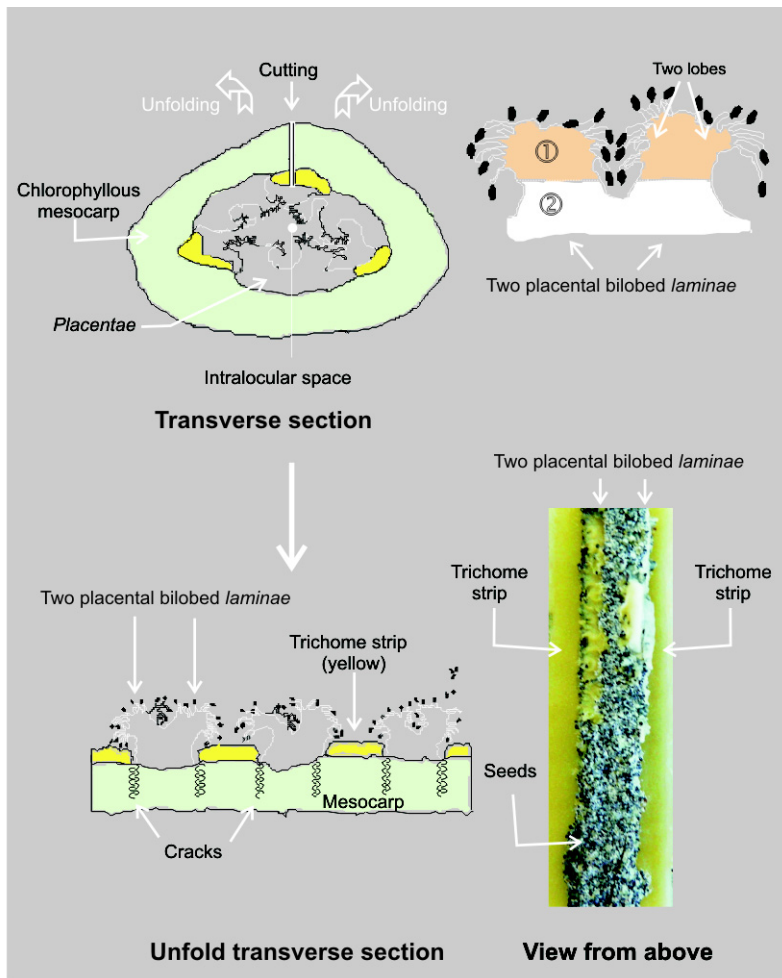 Cutting
Unfolding
Unfolding
Chlorophyllous
mesocarp
Placentae
Intralocular space
Transverse section
Two lobes
①
②
Two placental bilobed laminae
Two placental bilobed laminae
Trichome
strip
Trichome
strip
Seeds
View from above
Two placental bilobed laminae
Trichome strip
(yellow)
Mesocarp
Cracks
Unfold transverse section